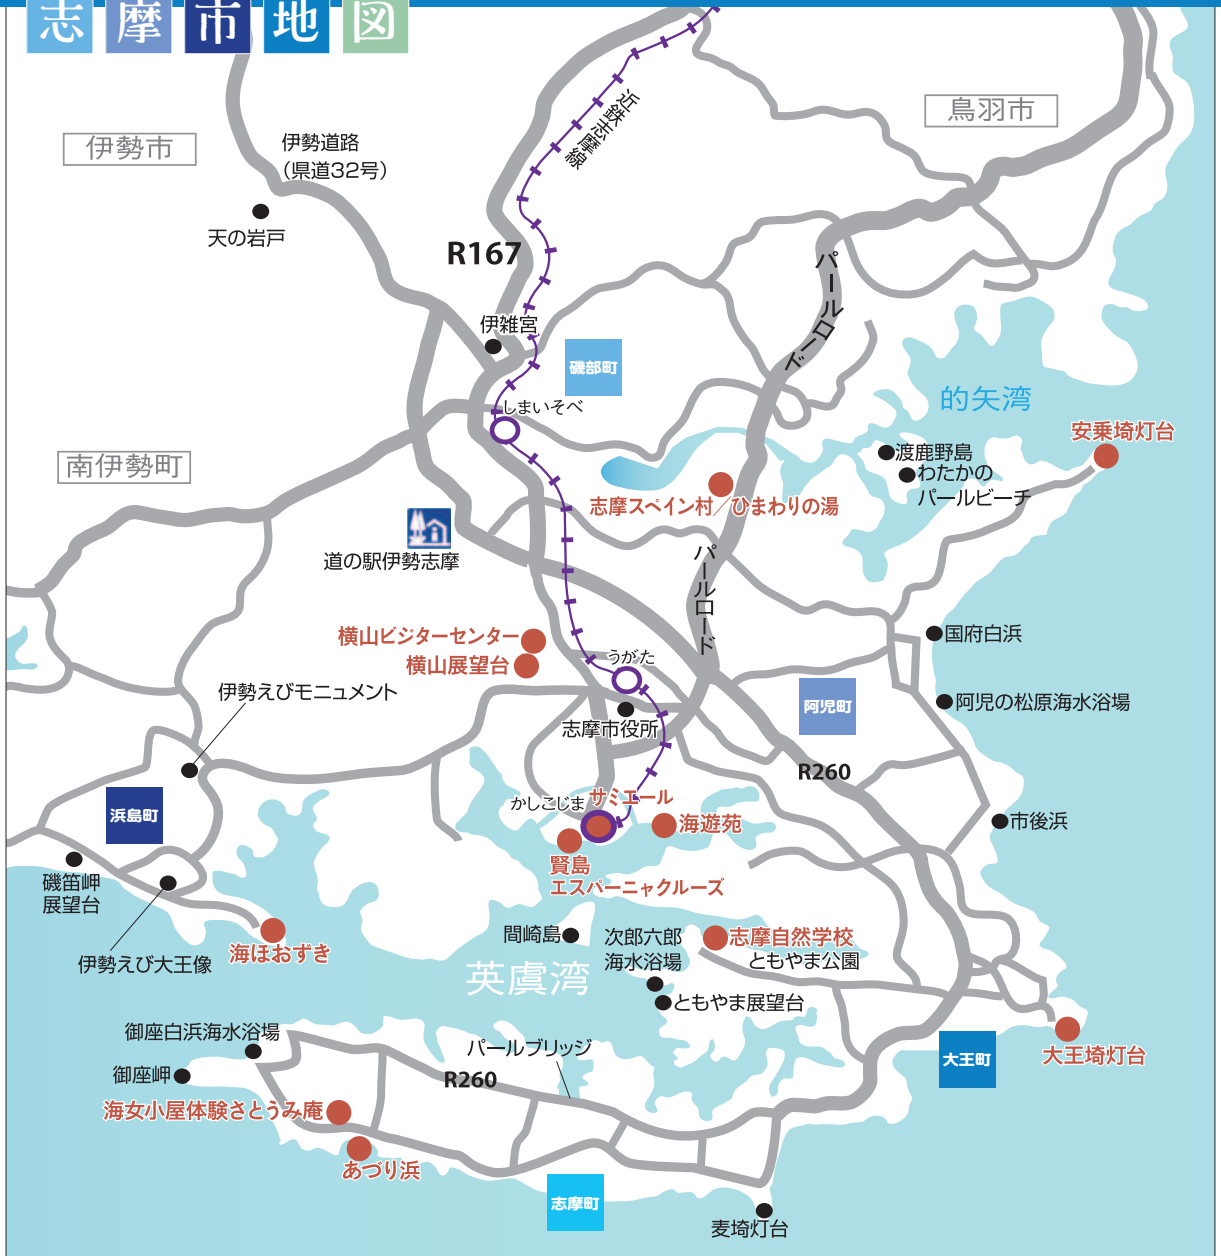 志摩市地図
鳥羽市
近鉄志摩線
伊勢市
伊勢道路
（県道32号）
天の岩戸
R167
パールロード
伊雑宮
磯部町
しまいそべ
的矢湾
安乗埼灯台
渡鹿野島
わたかの
パールビーチ
南伊勢町
志摩スペイン村／ひまわりの湯
道の駅伊勢志摩
パールロード
国府白浜
横山ビジターセンター
横山展望台
うがた
伊勢えびモニュメント
阿児の松原海水浴場
阿児町
志摩市役所
R260
浜島町
かしこじま
サミエール
海遊苑
市後浜
賢島
エスパーニャクルーズ
磯笛岬
展望台
間崎島
次郎六郎
海水浴場
志摩自然学校
ともやま公園
伊勢えび大王像
海ほおずき
英虞湾
ともやま展望台
御座白浜海水浴場
パールブリッジ
大王町
大王埼灯台
御座岬
R260
海女小屋体験さとうみ庵
あづり浜
志摩町
麦埼灯台